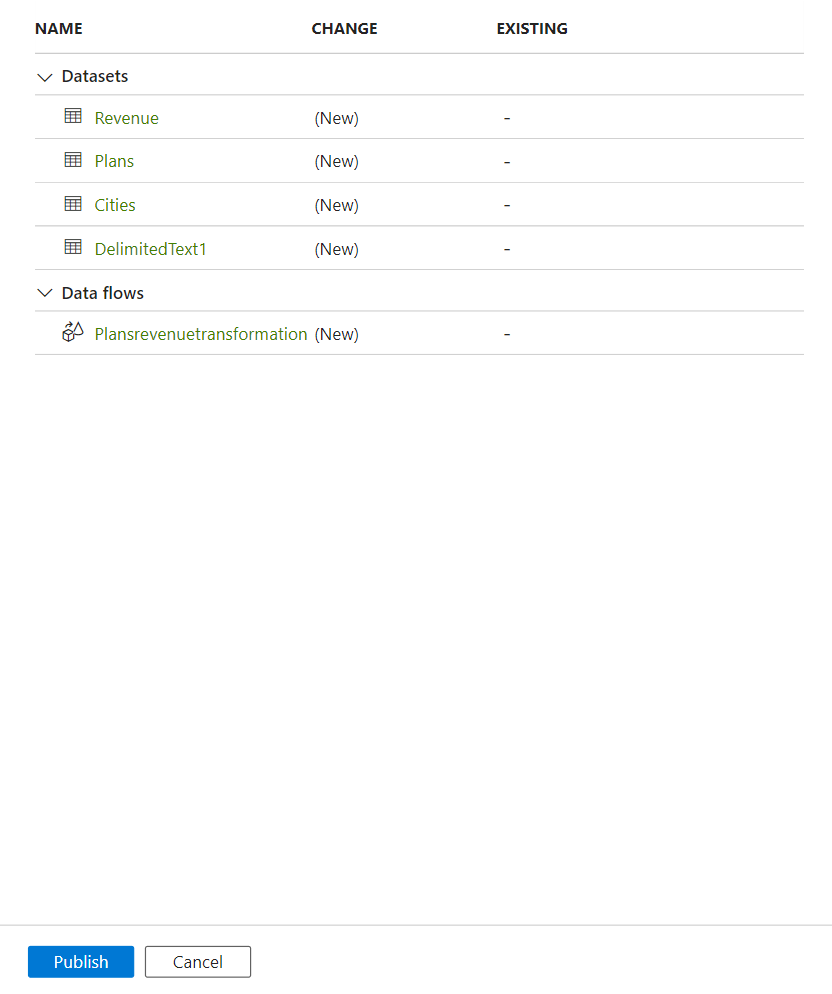 NAME CHANGE EXISTING
Datasets
Revenue (New) -
Plans (New) -
Cities (New) -
DelimitedText1 (New) -
Data flows
Plansrevenuetransformation (New) -
Publish Cancel